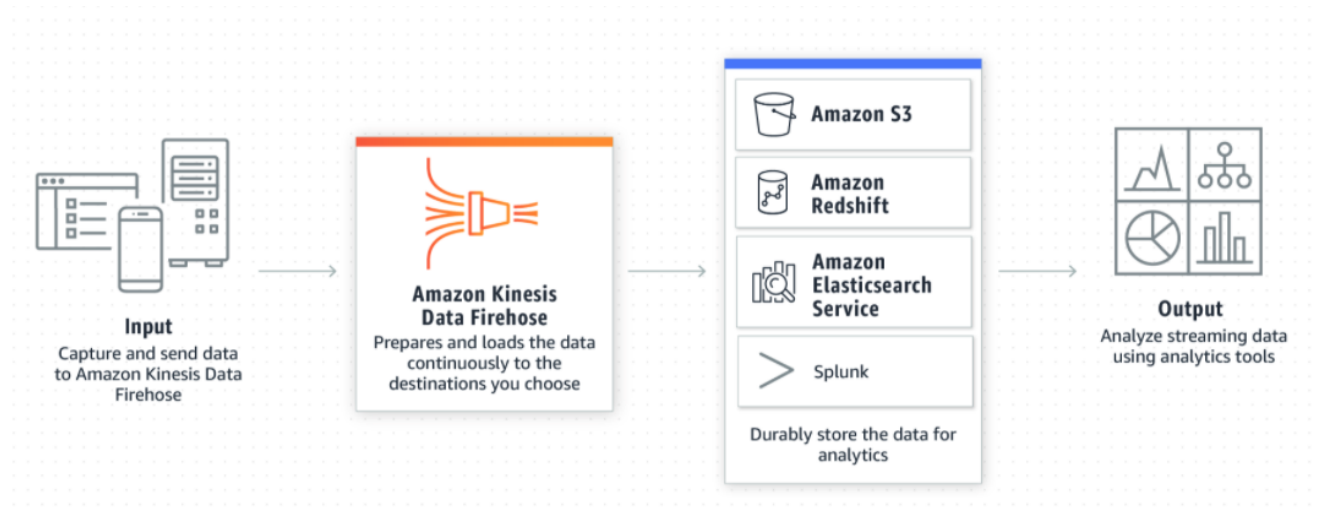 Input
Capture and send data
to Amazon Kinesis Data
Firehose
Amazon Kinesis
Data Firehose
Prepares and loads the data
continuously to the
destinations you choose
Amazon S3
Amazon
Redshift
Amazon
Elasticsearch
Service
Splunk
Durably store the data for
analytics
Output
Analyze streaming data
using analytics tools